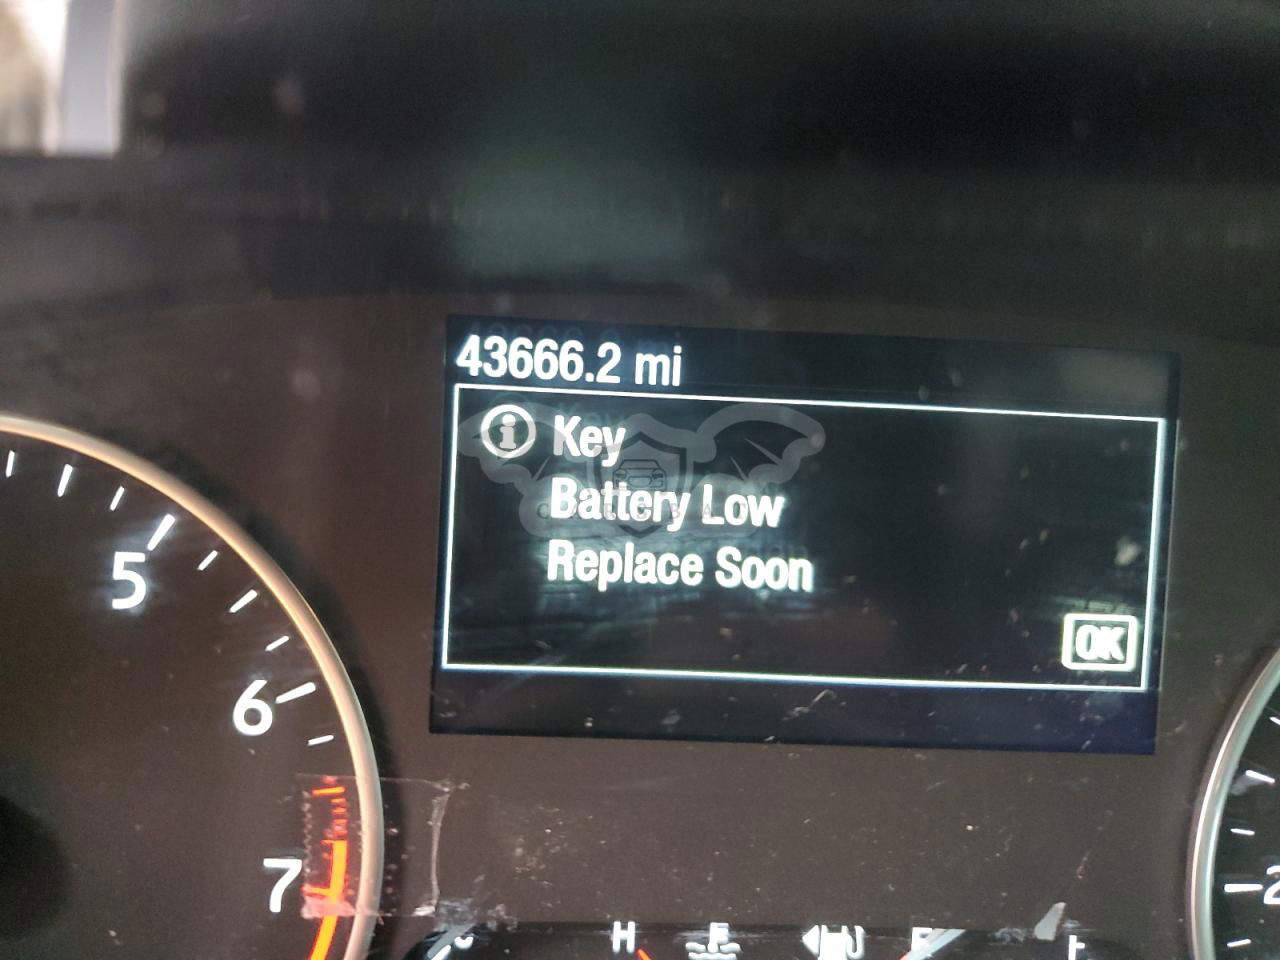 43666.2 mi
Key
Battery Low
Replace Soon
OK
5
6
7
H